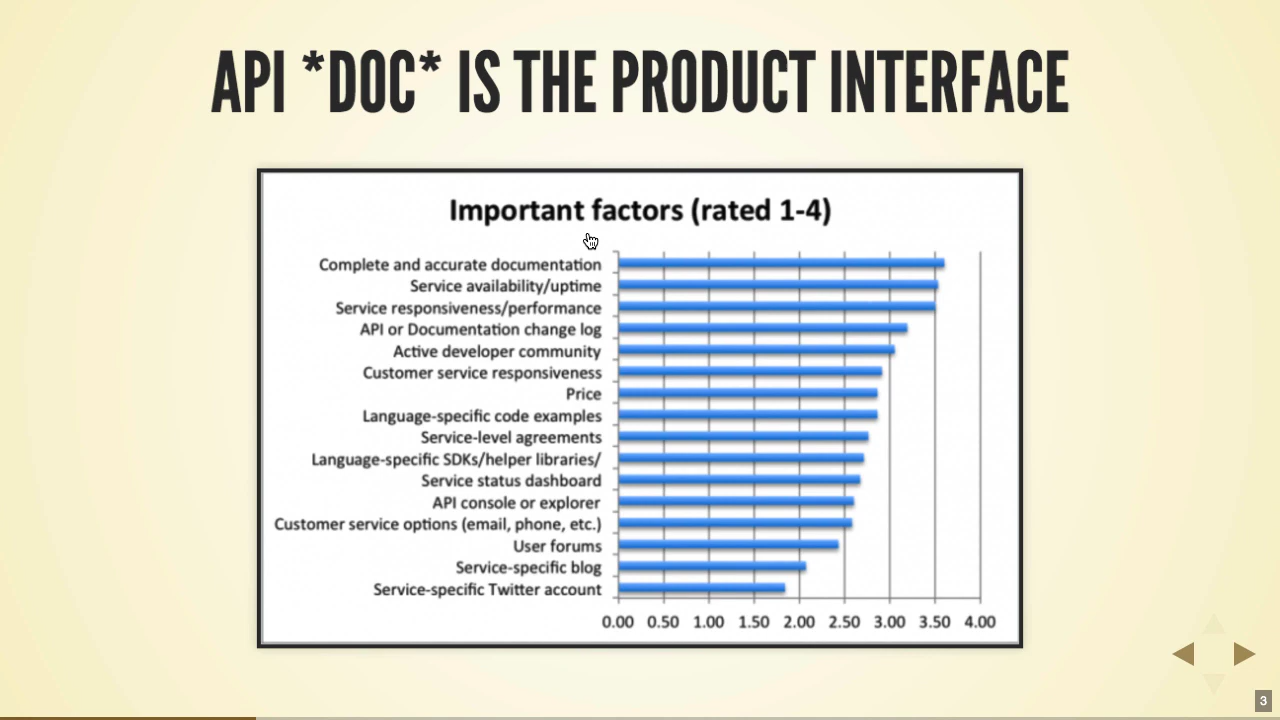 API *DOC* IS THE PRODUCT INTERFACE
Important factors (rated 1-4)
Complete and accurate documentation
Service availability/uptime
Service responsiveness/performance
API or Documentation change log
Active developer community
Customer service responsiveness
Price
Language-specific code examples
Service-level agreements
Language-specific SDKs/helper libraries/
Service status dashboard
API console or explorer
Customer service options (email, phone, etc.)
User forums
Service-specific blog
Service-specific Twitter account
0.00 0.50 1.00 1.50 2.00 2.50 3.00 3.50 4.00
3